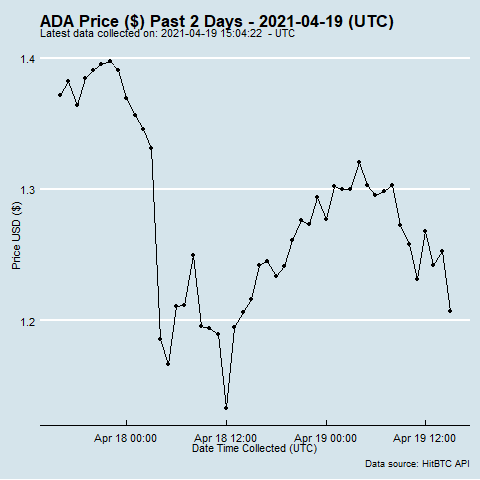 ADA Price ($) Past 2 Days - 2021-04-19 (UTC)
Latest data collected on: 2021-04-19 15:04:22 - UTC
1.4
1.3
1.2
Price USD ($)
Apr 18 00:00 Apr 18 12:00 Apr 19 00:00 Apr 19 12:00
Date Time Collected (UTC)
Data source: HitBTC API